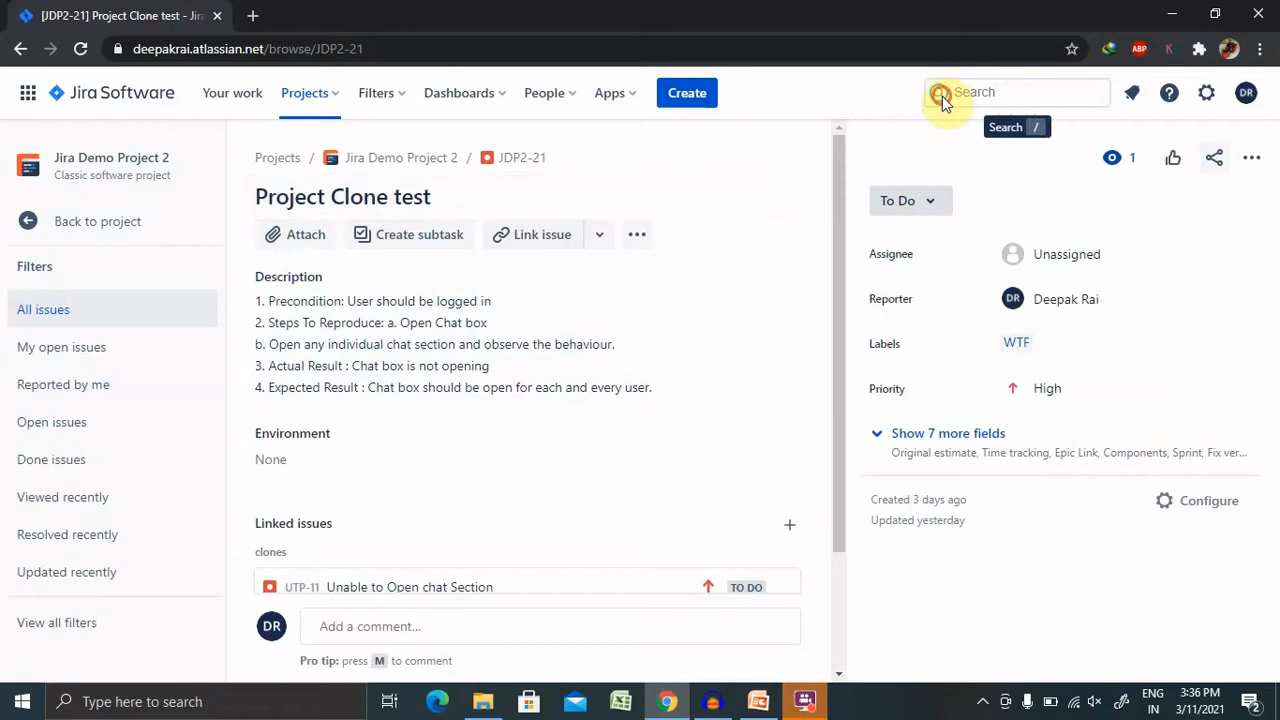 [JDP2-21] Project Clone test - Jira
deepakrai.atlassian.net/browse/JDP2-21
ABP
K
Jira Software
Your work
Projects
Filters
Dashboards
People
Apps
Create
Search
DR
Search /
Jira Demo Project 2
Classic software project
Back to project
Filters
All issues
My open issues
Reported by me
Open issues
Done issues
Viewed recently
Resolved recently
Updated recently
View all filters
Projects / Jira Demo Project 2 / JDP2-21
Project Clone test
Attach
Create subtask
Link issue
Description
1. Precondition: User should be logged in
2. Steps To Reproduce: a. Open Chat box
b. Open any individual chat section and observe the behaviour.
3. Actual Result : Chat box is not opening
4. Expected Result : Chat box should be open for each and every user.
Environment
None
Linked issues
clones
UTP-11 Unable to Open chat Section TO DO
DR
Add a comment...
Pro tip: press M to comment
1
To Do
Assignee Unassigned
Reporter DR Deepak Rai
Labels WTF
Priority High
Show 7 more fields
Original estimate, Time tracking, Epic Link, Components, Sprint, Fix ver...
Created 3 days ago
Updated yesterday
Configure
Type here to search
ENG
IN
3:36 PM
3/11/2021
2